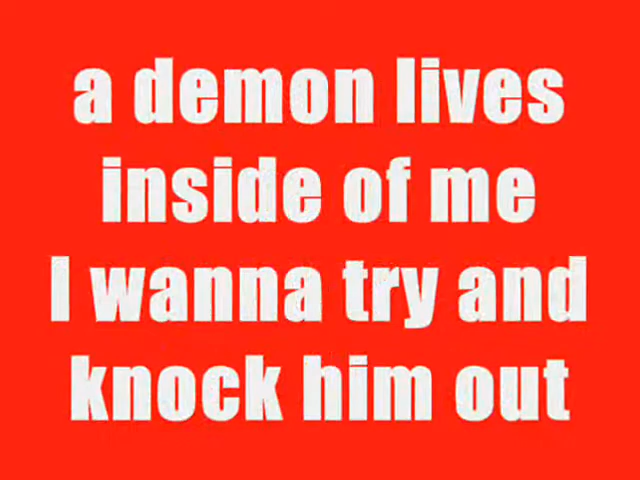 a demon lives
inside of me
I wanna try and
knock him out